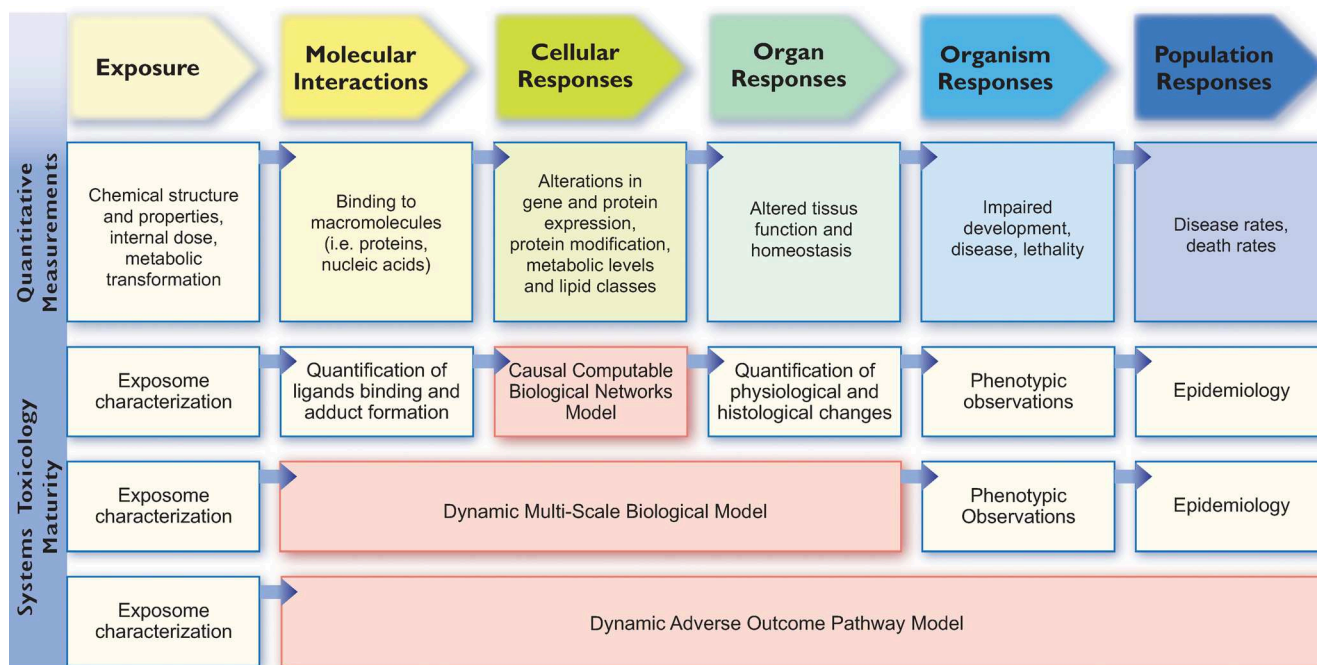 Exposure
Molecular
Interactions
Cellular
Responses
Organ
Responses
Organism
Responses
Population
Responses
Quantitative
Measurements
Chemical structure
and properties,
internal dose,
metabolic
transformation
Binding to
macromolecules
(i.e. proteins,
nucleic acids)
Alterations in
gene and protein
expression,
protein modification,
metabolic levels
and lipid classes
Altered tissus
function and
homeostasis
Impaired
development,
disease, lethality
Disease rates,
death rates
Systems Toxicology
Maturity
Exposome
characterization
Quantification of
ligands binding and
adduct formation
Causal Computable
Biological Networks
Model
Quantification of
physiological and
histological changes
Phenotypic
observations
Epidemiology
Exposome
characterization
Dynamic Multi-Scale Biological Model
Phenotypic
Observations
Epidemiology
Exposome
characterization
Dynamic Adverse Outcome Pathway Model